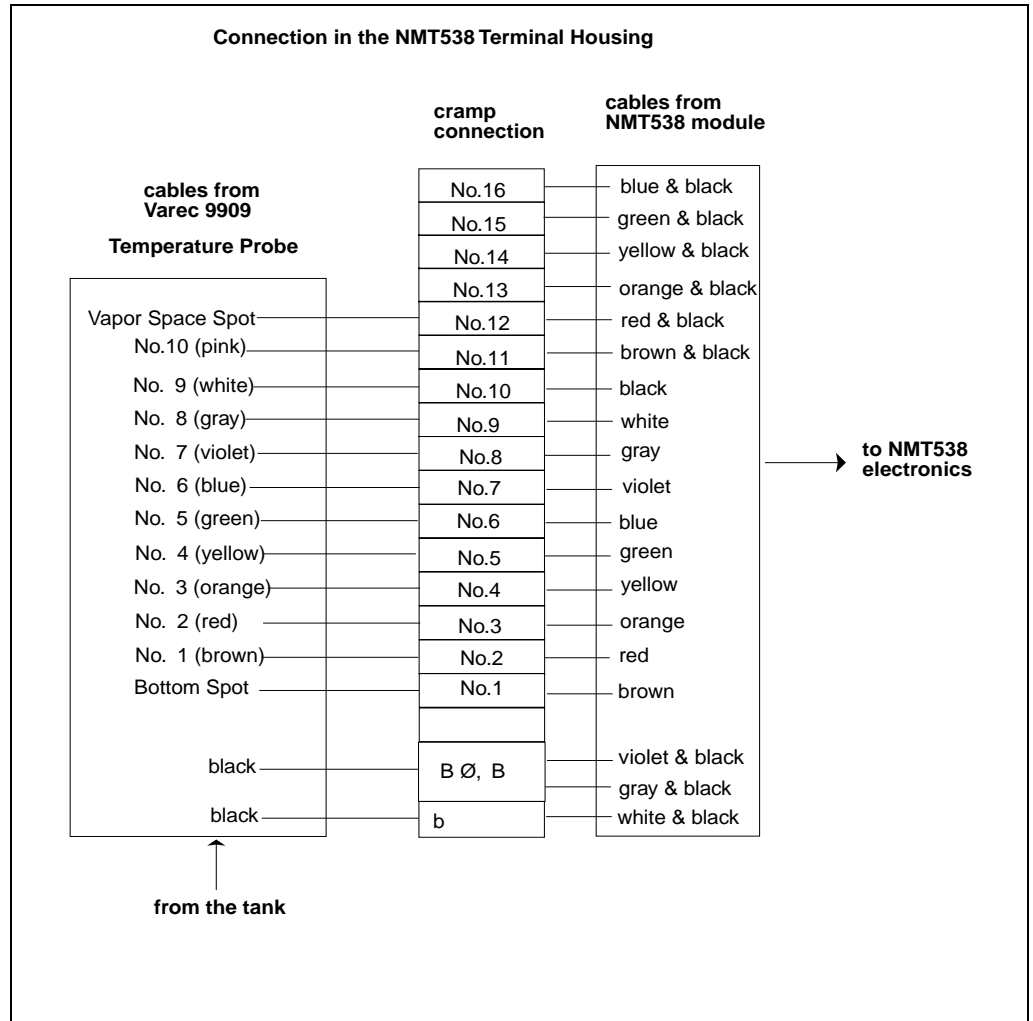 Connection in the NMT538 Terminal Housing
cramp
connection
cables from
NMT538 module
cables from
Varec 9909
Temperature Probe
No.16 blue & black
No.15 green & black
No.14 yellow & black
No.13 orange & black
Vapor Space Spot No.12 red & black
No.10 (pink) No.11 brown & black
No. 9 (white) No.10 black
No. 8 (gray) No.9 white
No. 7 (violet) No.8 gray
No. 6 (blue) No.7 violet
No. 5 (green) No.6 blue
No. 4 (yellow) No.5 green
No. 3 (orange) No.4 yellow
No. 2 (red) No.3 orange
No. 1 (brown) No.2 red
Bottom Spot No.1 brown
black B Ø, B violet & black
gray & black
black b white & black
to NMT538
electronics
from the tank